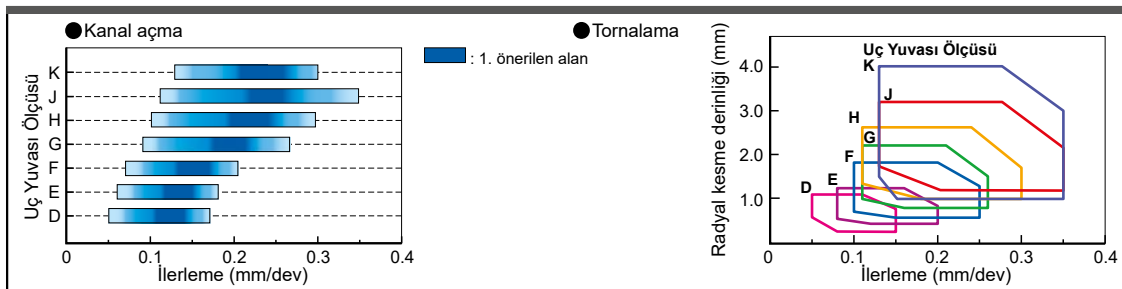 ●Kanal açma
Uç Yuvası Ölçüsü
K
J
H
G
F
E
D
0
0.1
0.2
0.3
0.4
İlerleme (mm/dev)
: 1. önerilen alan
●Tornalama
Radyal kesme derinliği (mm)
4.0
3.0
2.0
1.0
Uç Yuvası Ölçüsü
K
J
H
G
F
E
D
0
0.1
0.2
0.3
0.4
İlerleme (mm/dev)